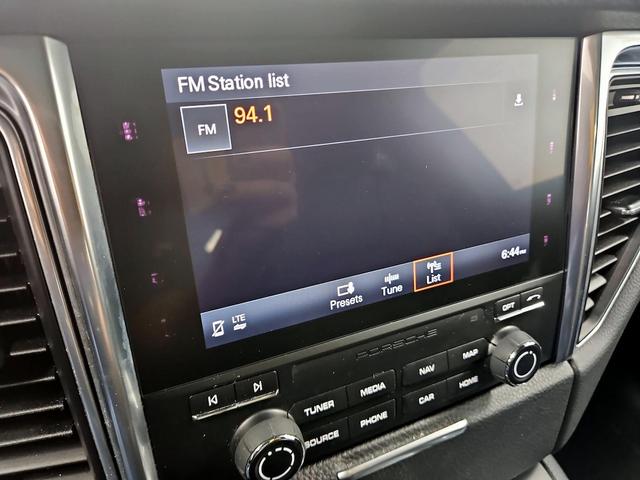 FM Station list
FM
94.1
6:44PM
Presets
Tune
List
LTE
PORSCHE
OPT
TUNER
MEDIA
NAV
MAP
SOURCE
PHONE
CAR
HOME